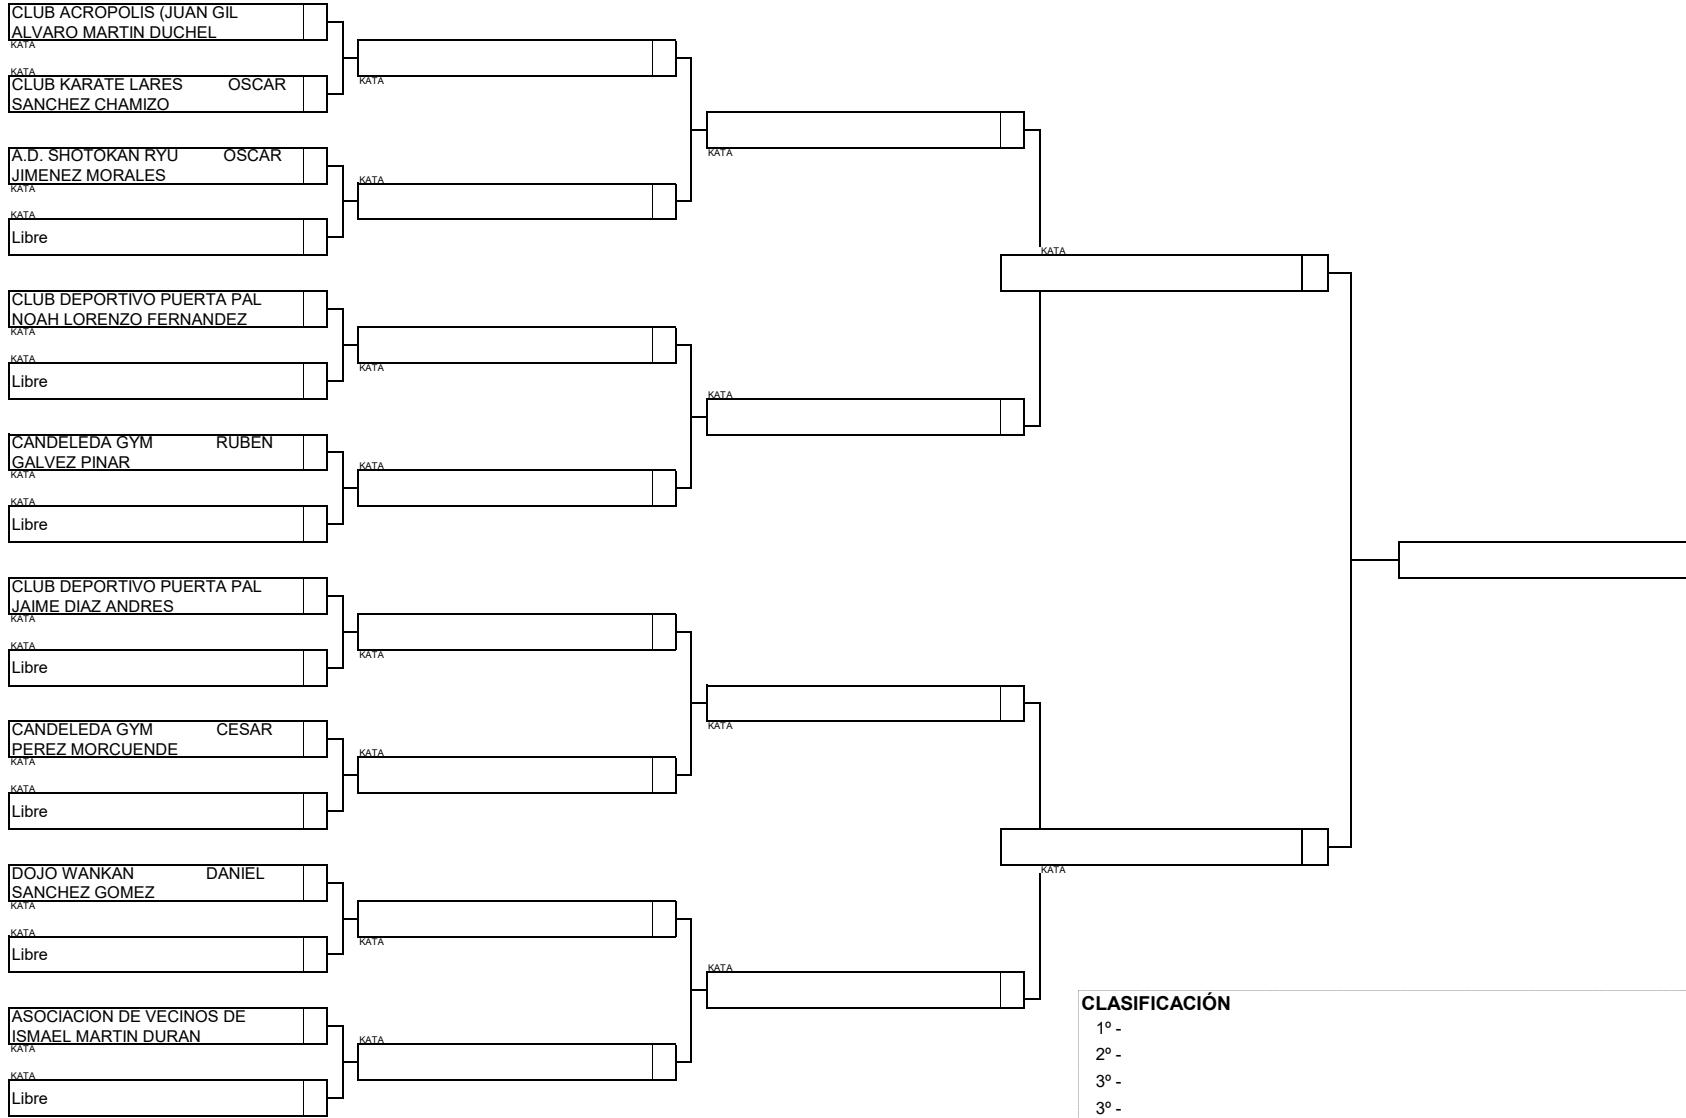 CLUB ACROPOLIS (JUAN GIL
ALVARO MARTIN DUCHEL
KATA
KATA
CLUB KARATE LARES OSCAR
SANCHEZ CHAMIZO
A.D. SHOTOKAN RYU OSCAR
JIMENEZ MORALES
KATA
KATA
Libre
CLUB DEPORTIVO PUERTA PAL
NOAH LORENZO FERNANDEZ
KATA
KATA
Libre
CANDELEDA GYM RUBEN
GALVEZ PINAR
KATA
KATA
Libre
CLUB DEPORTIVO PUERTA PAL
JAIME DIAZ ANDRES
KATA
KATA
Libre
CANDELEDA GYM CESAR
PEREZ MORCUENDE
KATA
KATA
Libre
DOJO WANKAN DANIEL
SANCHEZ GOMEZ
KATA
KATA
Libre
ASOCIACION DE VECINOS DE
ISMAEL MARTIN DURAN
KATA
KATA
Libre
KATA
KATA
KATA
KATA
KATA
KATA
KATA
KATA
KATA
KATA
KATA
KATA
KATA
KATA
CLASIFICACIÓN
1º -
2º -
3º -
3º -